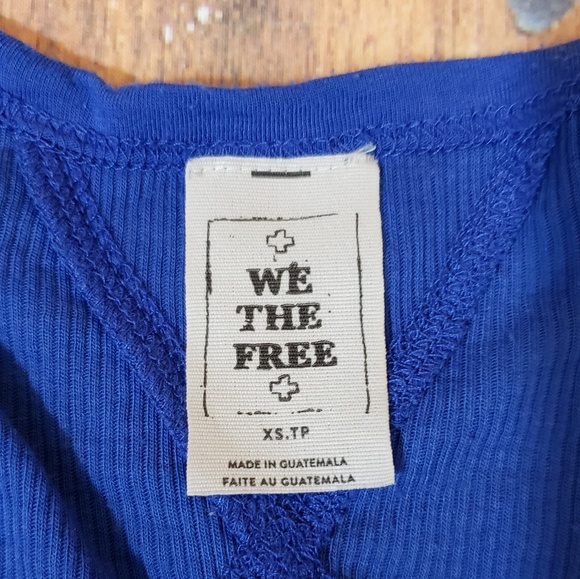 WE
THE
FREE
XS.TP
MADE IN GUATEMALA
FAITE AU GUATEMALA